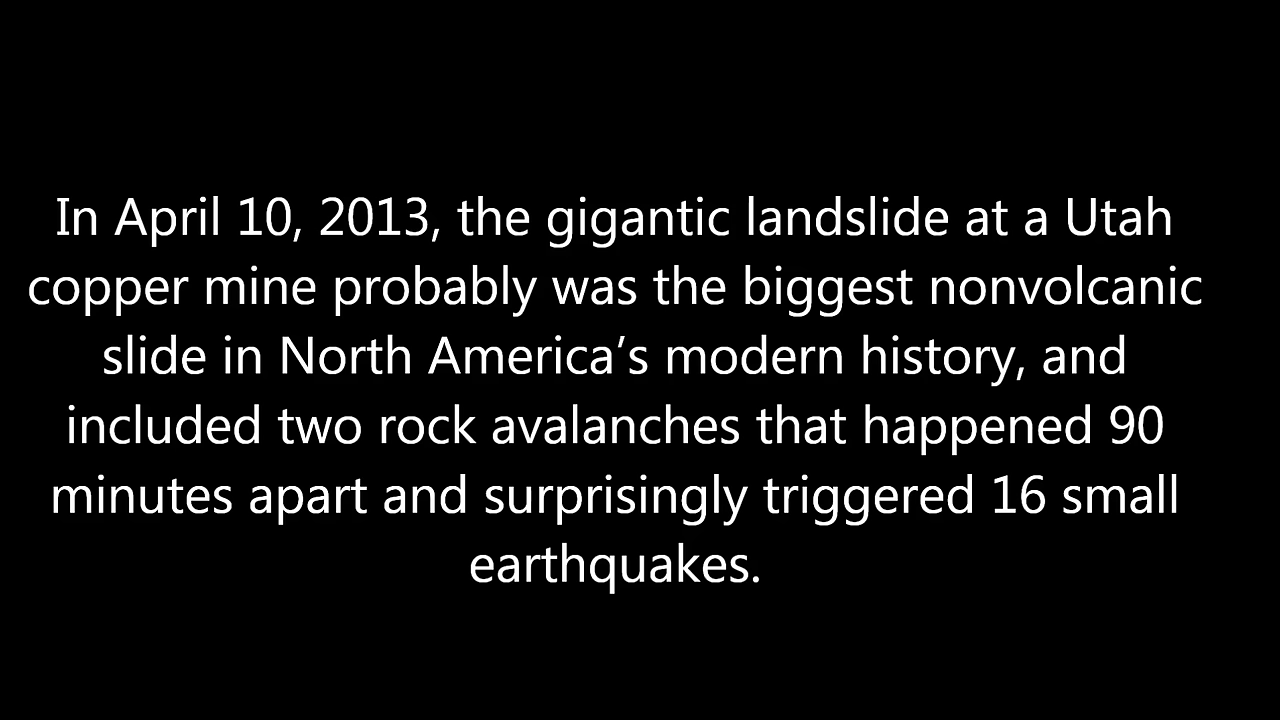 In April 10, 2013, the gigantic landslide at a Utah
copper mine probably was the biggest nonvolcanic
slide in North America’s modern history, and
included two rock avalanches that happened 90
minutes apart and surprisingly triggered 16 small
earthquakes.